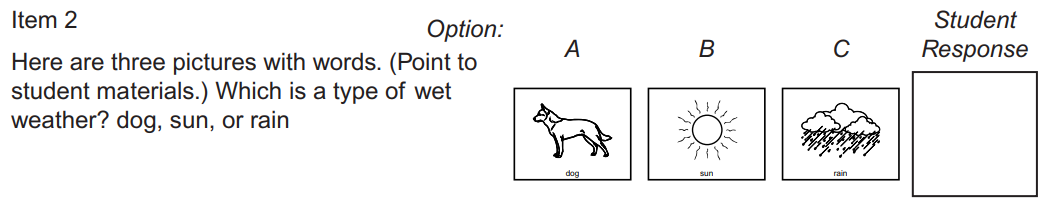 Item 2
Here are three pictures with words. (Point to
student materials.) Which is a type of wet
weather? dog, sun, or rain
Option:
A
B
C
Student
Response
dog
sun
rain